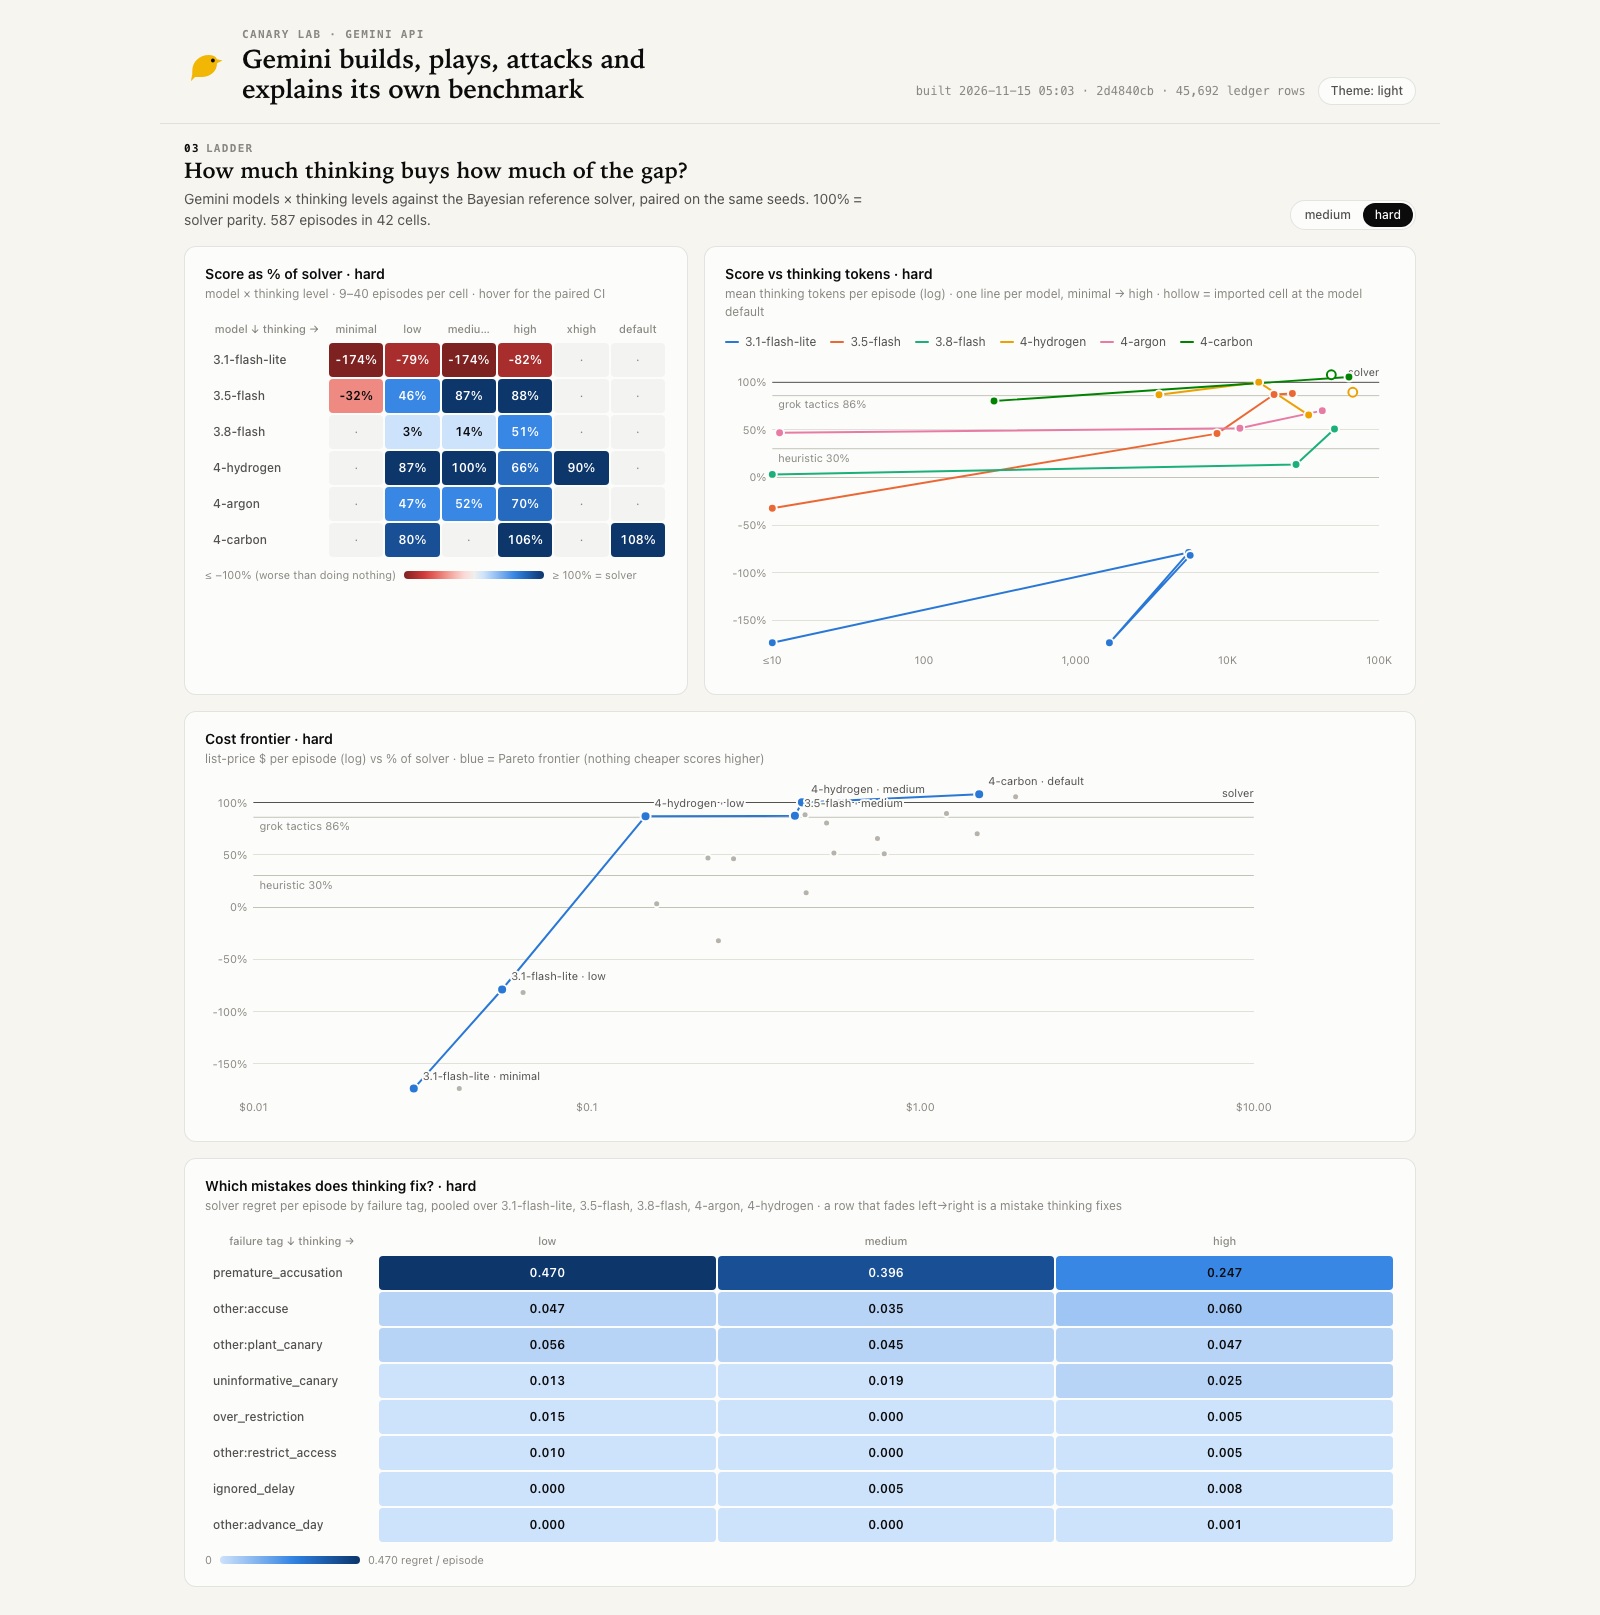 CANARY LAB · GEMINI API
Gemini builds, plays, attacks and
explains its own benchmark
built 2026-11-15 05:03 · 2d4840cb · 45,692 ledger rows
Theme: light
03 LADDER
How much thinking buys how much of the gap?
Gemini models × thinking levels against the Bayesian reference solver, paired on the same seeds. 100% =
solver parity. 587 episodes in 42 cells.
medium hard
Score as % of solver · hard
model × thinking level · 9–40 episodes per cell · hover for the paired CI
model ↓ thinking → minimal low mediu... high xhigh default
3.1-flash-lite -174% -79% -174% -82% · ·
3.5-flash -32% 46% 87% 88% · ·
3.8-flash · 3% 14% 51% · ·
4-hydrogen · 87% 100% 66% 90% ·
4-argon · 47% 52% 70% · ·
4-carbon · 80% · 106% · 108%
≤ −100% (worse than doing nothing) ≥ 100% = solver
Score vs thinking tokens · hard
mean thinking tokens per episode (log) · one line per model, minimal → high · hollow = imported cell at the model
default
3.1-flash-lite 3.5-flash 3.8-flash 4-hydrogen 4-argon 4-carbon
solver
100%
grok tactics 86%
50%
heuristic 30%
0%
-50%
-100%
-150%
≤10 100 1,000 10K 100K
Cost frontier · hard
list-price $ per episode (log) vs % of solver · blue = Pareto frontier (nothing cheaper scores higher)
4-carbon · default
4-hydrogen · medium
solver
100%
4-hydrogen · low
3.5-flash · medium
grok tactics 86%
50%
heuristic 30%
0%
-50%
3.1-flash-lite · low
-100%
-150%
3.1-flash-lite · minimal
$0.01 $0.1 $1.00 $10.00
Which mistakes does thinking fix? · hard
solver regret per episode by failure tag, pooled over 3.1-flash-lite, 3.5-flash, 3.8-flash, 4-argon, 4-hydrogen · a row that fades left→right is a mistake thinking fixes
failure tag ↓ thinking → low medium high
premature_accusation 0.470 0.396 0.247
other:accuse 0.047 0.035 0.060
other:plant_canary 0.056 0.045 0.047
uninformative_canary 0.013 0.019 0.025
over_restriction 0.015 0.000 0.005
other:restrict_access 0.010 0.000 0.005
ignored_delay 0.000 0.005 0.008
other:advance_day 0.000 0.000 0.001
0 0.470 regret / episode